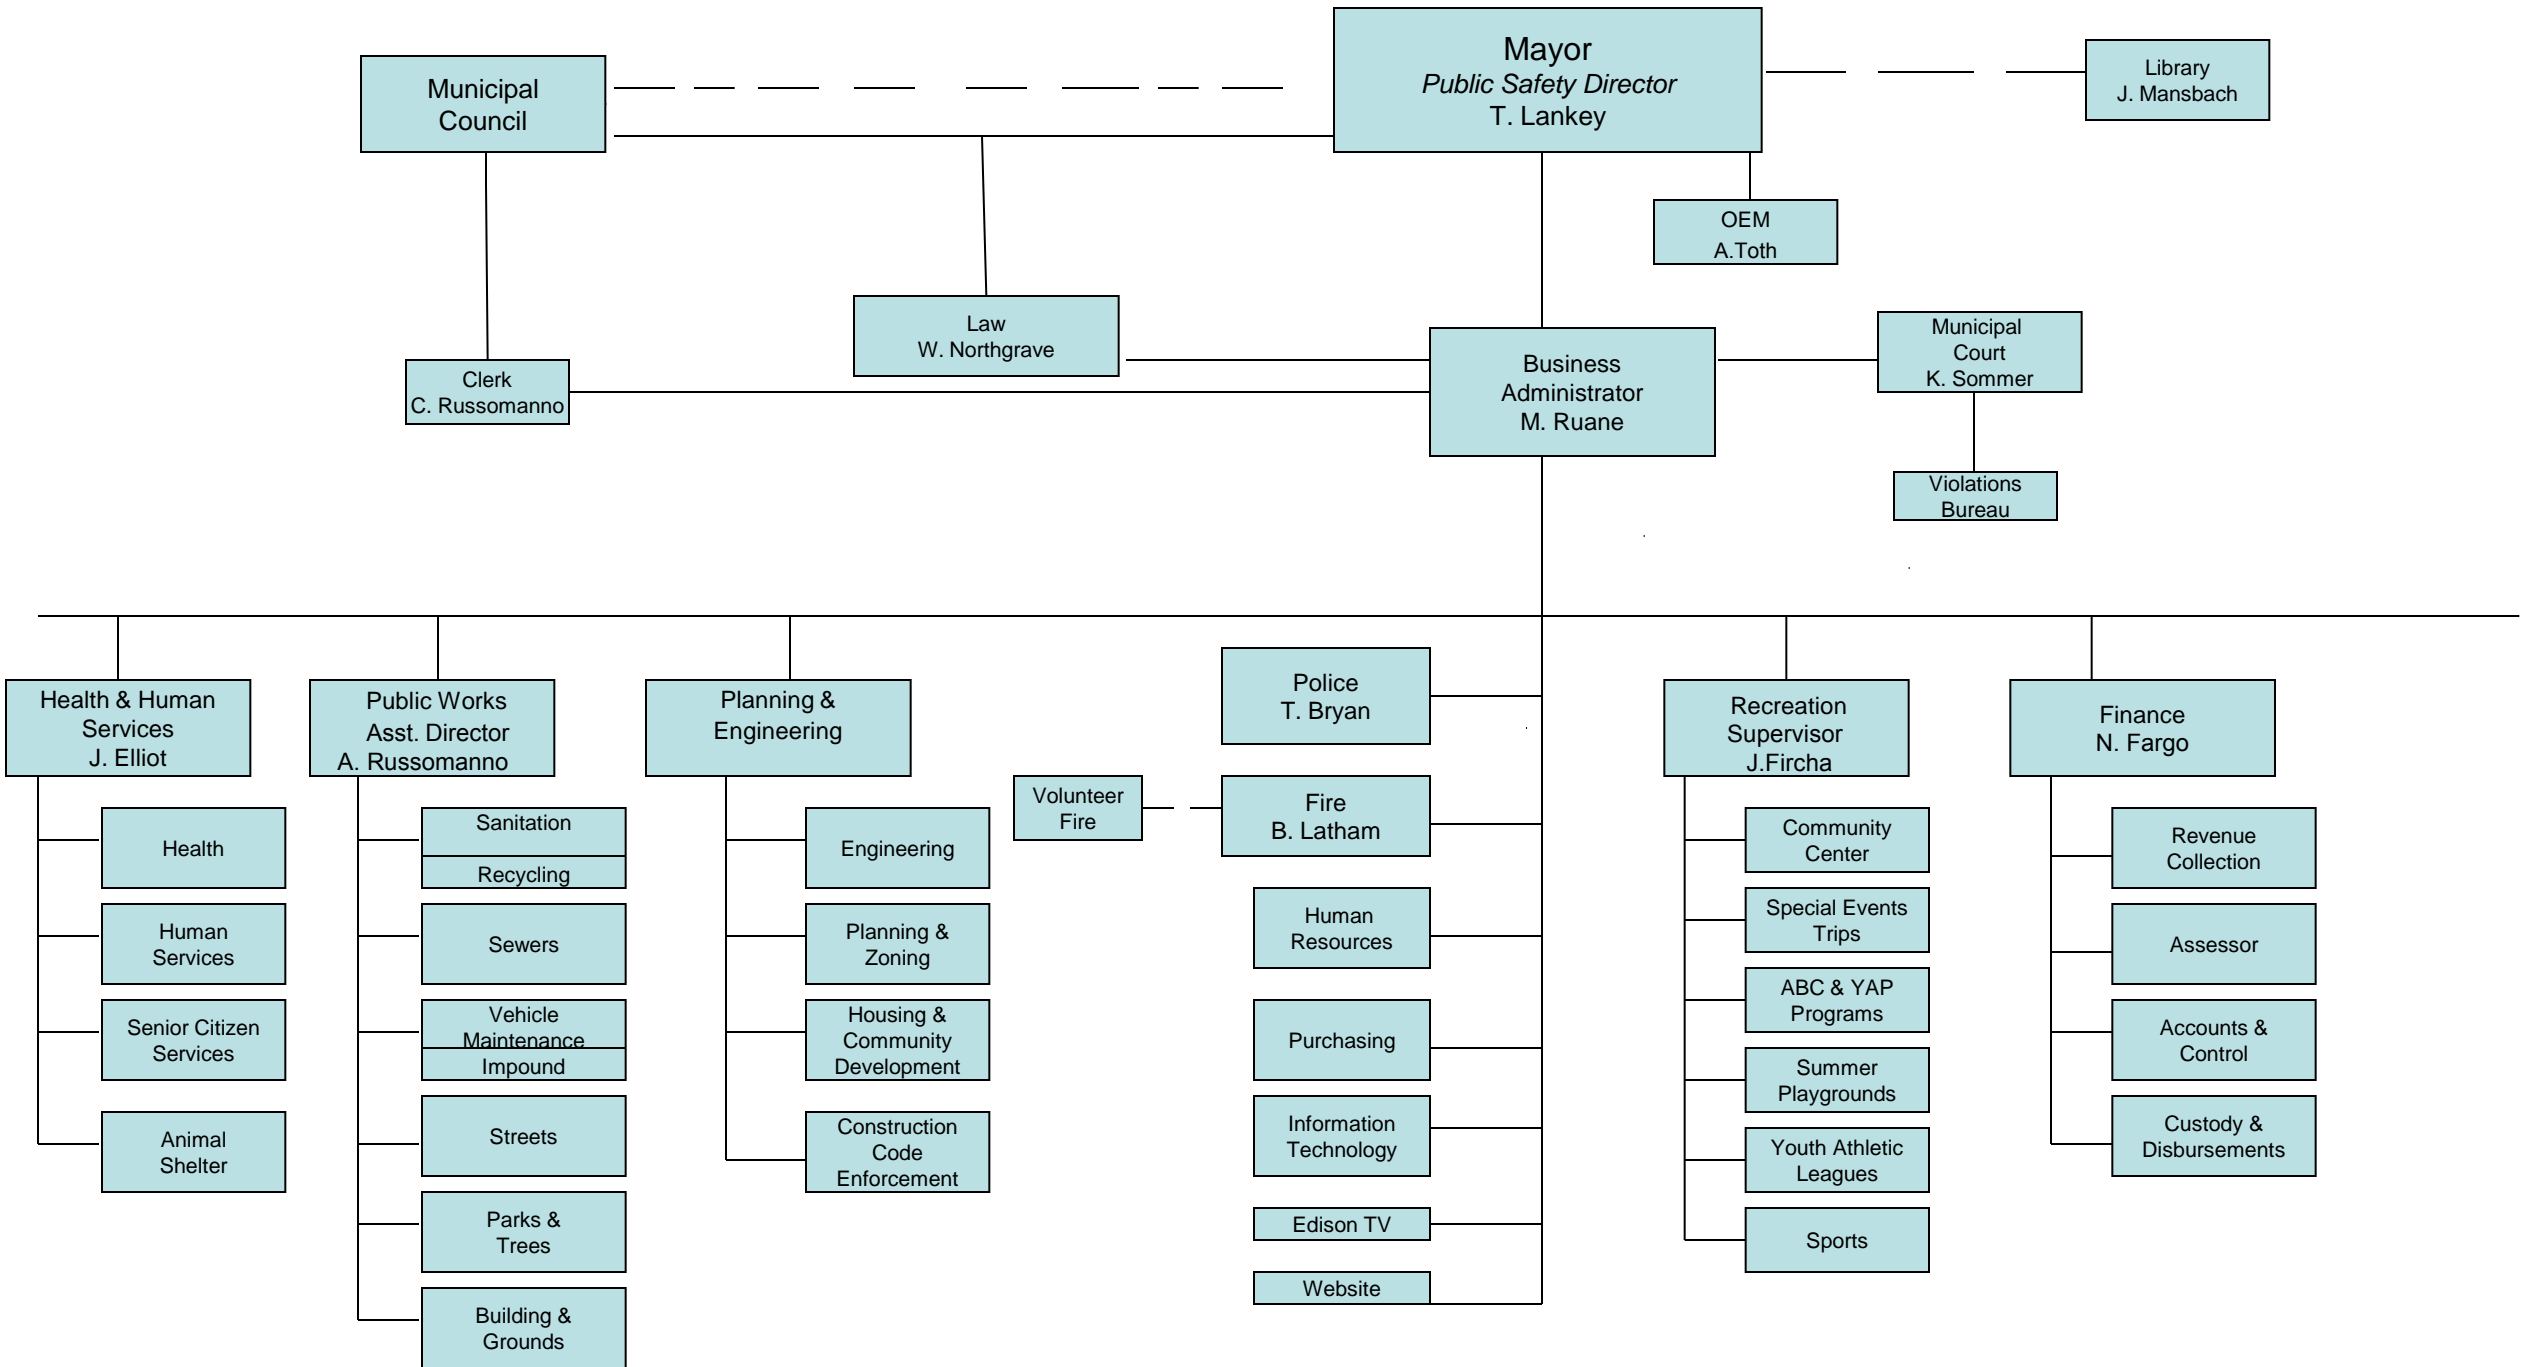 Municipal
Council
Mayor
Public Safety Director
T. Lankey
Library
J. Mansbach
OEM
A.Toth
Law
W. Northgrave
Clerk
C. Russomanno
Business
Administrator
M. Ruane
Municipal
Court
K. Sommer
Violations
Bureau
Health & Human
Services
J. Elliot
Health
Human
Services
Senior Citizen
Services
Animal
Shelter
Public Works
Asst. Director
A. Russomanno
Sanitation
Recycling
Sewers
Vehicle
Maintenance
Impound
Streets
Parks &
Trees
Building &
Grounds
Planning &
Engineering
Engineering
Planning &
Zoning
Housing &
Community
Development
Construction
Code
Enforcement
Police
T. Bryan
Volunteer
Fire
Fire
B. Latham
Human
Resources
Purchasing
Information
Technology
Edison TV
Website
Recreation
Supervisor
J.Fircha
Community
Center
Special Events
Trips
ABC & YAP
Programs
Summer
Playgrounds
Youth Athletic
Leagues
Sports
Finance
N. Fargo
Revenue
Collection
Assessor
Accounts &
Control
Custody &
Disbursements